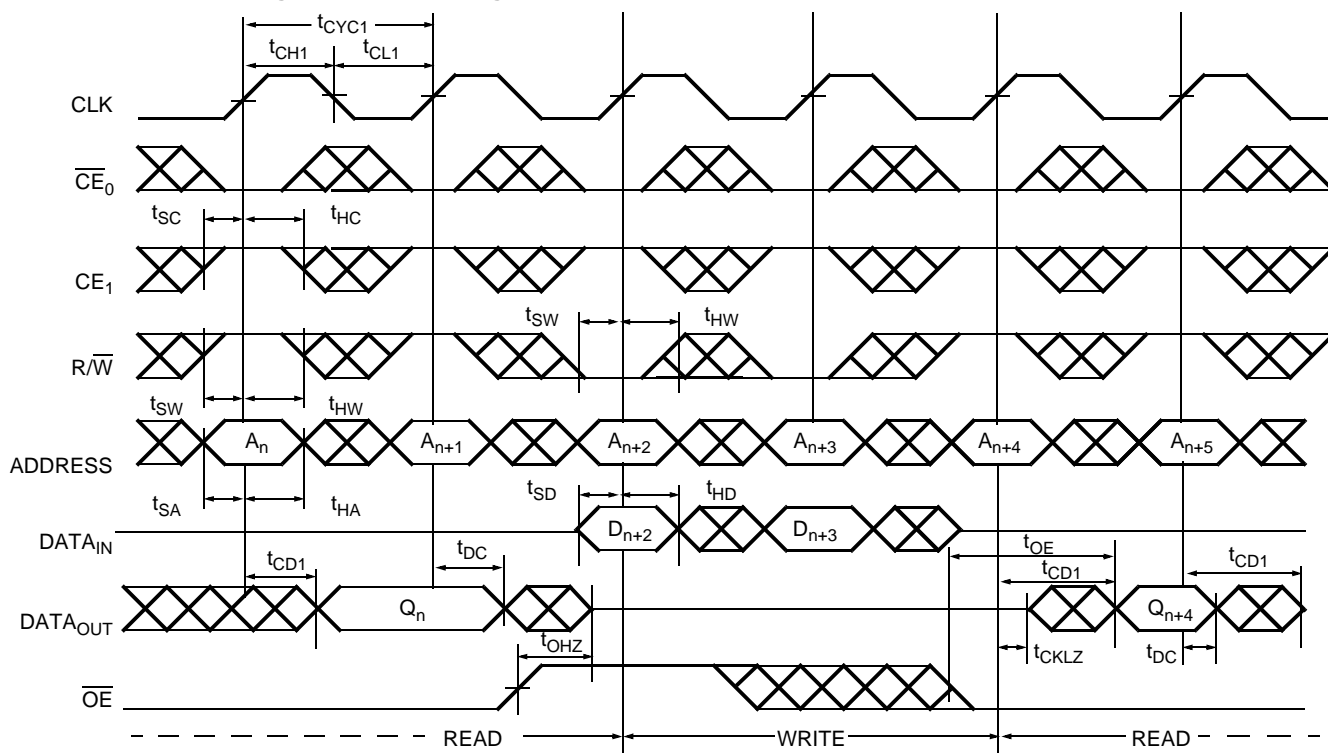 tCYC1
tCH1 tCL1
CLK
CE0
tSC tHC
CE1
tSW tHW
R/W
tSW tHW
An An+1 An+2 An+3 An+4 An+5
ADDRESS
tSA tHA tSD tHD
Dn+2 Dn+3
DATAIN
tOE
tCD1 tDC tCD1 tCD1
Qn Qn+4
DATAOUT
tOHZ tCKLZ tDC
OE
READ WRITE READ